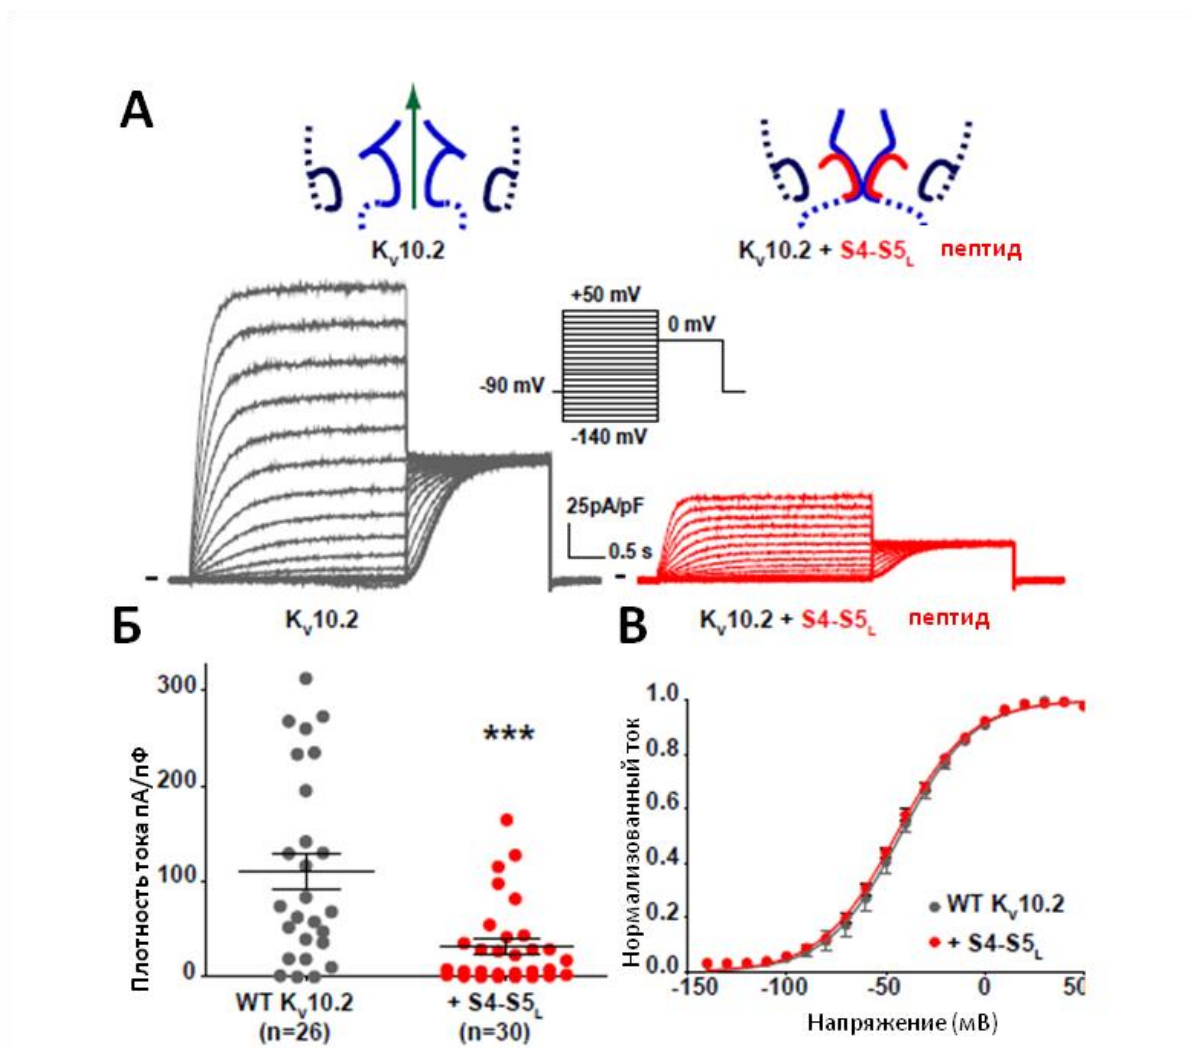 А
Kv10.2
Kv10.2 + S4-S5L пептид
+50 mV
0 mV
-90 mV
-140 mV
25pA/pF
0.5 s
Kv10.2
Kv10.2 + S4-S5L пептид
Б
Плотность тока пА/пФ
300
200
100
0
WT Kv10.2
(n=26)
***
+ S4-S5L
(n=30)
В
Нормализованный ток
1.0
0.8
0.6
0.4
0.2
0.0
WT Kv10.2
+ S4-S5L
-150 -100 -50 0 50
Напряжение (мВ)